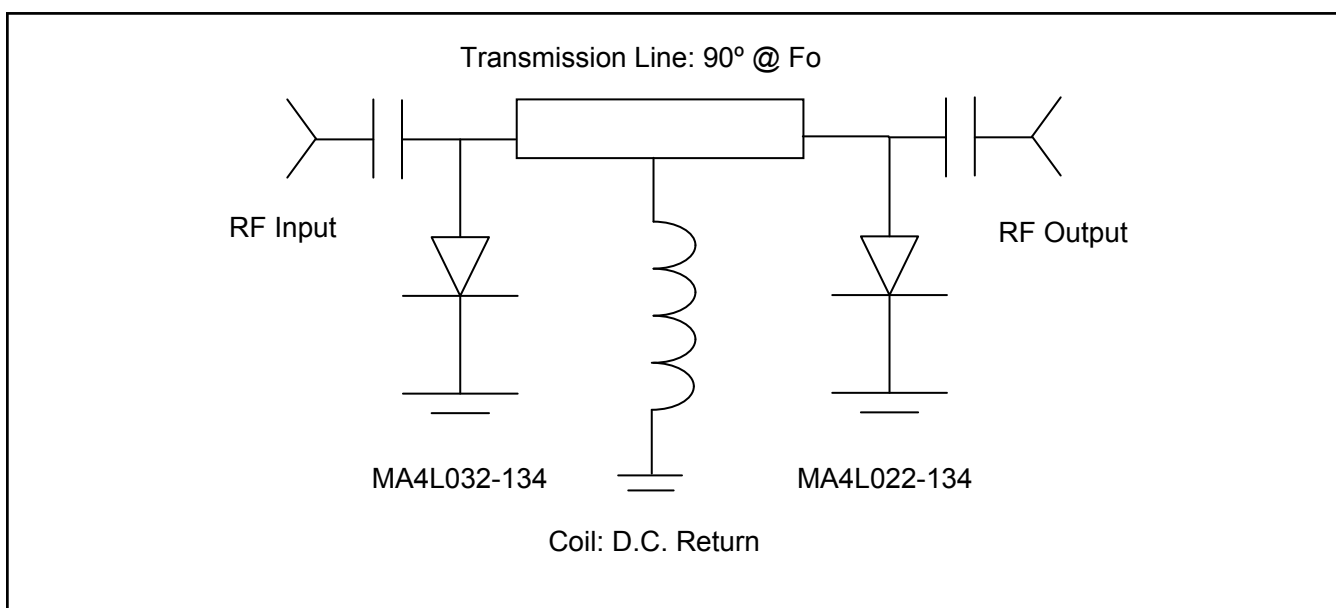 Transmission Line: 90º @ Fo
RF Input
RF Output
MA4L032-134
MA4L022-134
Coil: D.C. Return